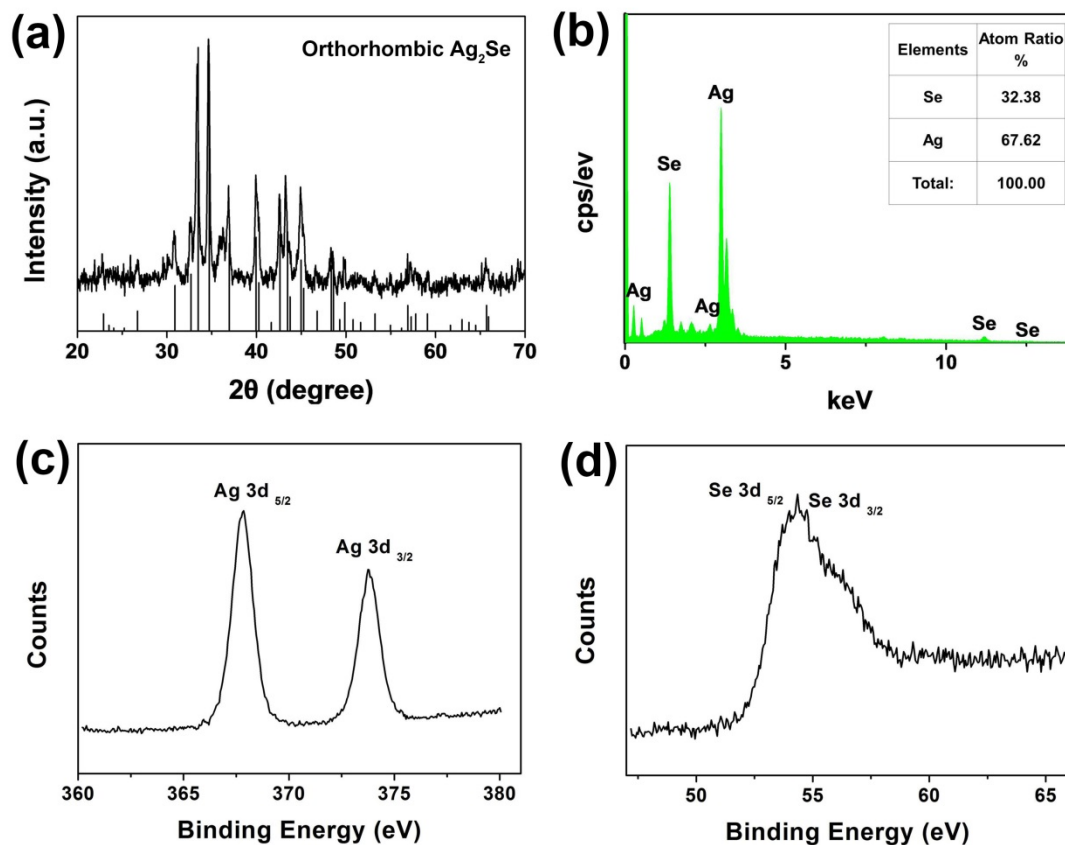 (a)
Orthorhombic Ag₂Se
Intensity (a.u.)
20 30 40 50 60 70
2θ (degree)
(b)
Elements Atom Ratio %
Se 32.38
Ag 67.62
Total: 100.00
Ag
Se
Ag
Ag
Se
Se
cps/ev
0 5 10
keV
(c)
Ag 3d 5/2
Ag 3d 3/2
Counts
360 365 370 375 380
Binding Energy (eV)
(d)
Se 3d 5/2 Se 3d 3/2
Counts
50 55 60 65
Binding Energy (eV)